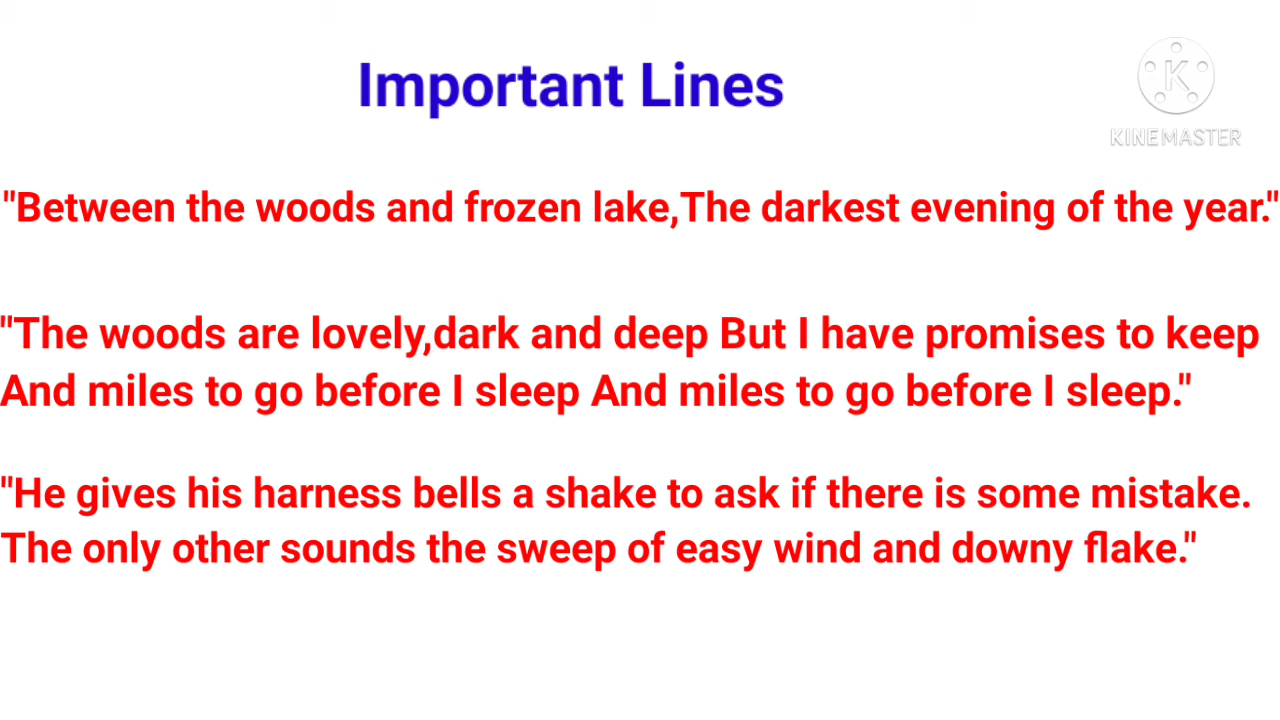 Important Lines
K
KINEMASTER
"Between the woods and frozen lake,The darkest evening of the year."
"The woods are lovely,dark and deep But I have promises to keep
And miles to go before I sleep And miles to go before I sleep."
"He gives his harness bells a shake to ask if there is some mistake.
The only other sounds the sweep of easy wind and downy flake."